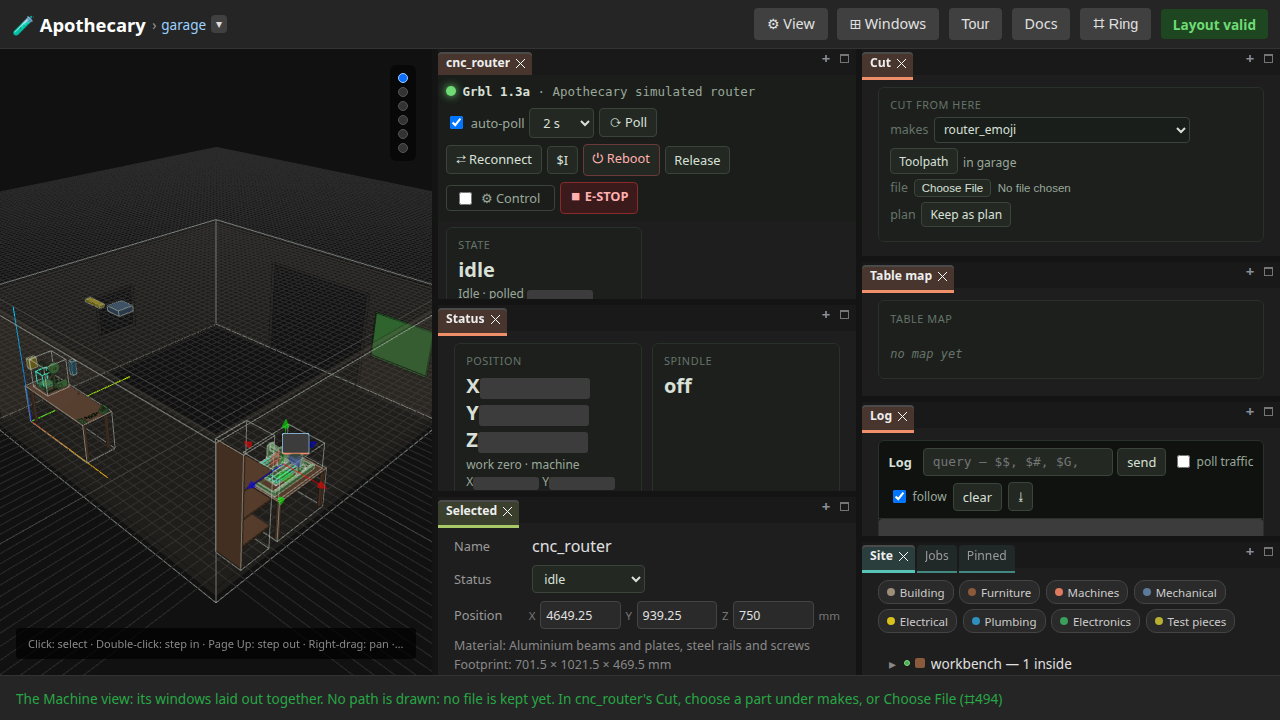 🧪 Apothecary › garage ▾
⚙ View
⊞ Windows
Tour
Docs
⌗ Ring
Layout valid
cnc_router
Grbl 1.3a · Apothecary simulated router
auto-poll 2 s ⟳ Poll
⇄ Reconnect $I ⏻ Reboot Release
⚙ Control ■ E-STOP
STATE
idle
Idle · polled
Status
POSITION
X
Y
Z
work zero · machine
X Y
SPINDLE
off
Selected
Name cnc_router
Status idle
Position X 4649.25 Y 939.25 Z 750 mm
Material: Aluminium beams and plates, steel rails and screws
Footprint: 701.5 × 1021.5 × 469.5 mm
Cut
CUT FROM HERE
makes router_emoji
Toolpath in garage
file Choose File No file chosen
plan Keep as plan
Table map
TABLE MAP
no map yet
Log
Log query — $$, $#, $G, send poll traffic
follow clear ⭳
Site Jobs Pinned
Building Furniture Machines Mechanical
Electrical Plumbing Electronics Test pieces
▸ workbench — 1 inside
Click: select · Double-click: step in · Page Up: step out · Right-drag: pan ·...
The Machine view: its windows laid out together. No path is drawn: no file is kept yet. In cnc_router's Cut, choose a part under makes, or Choose File (⌗494)